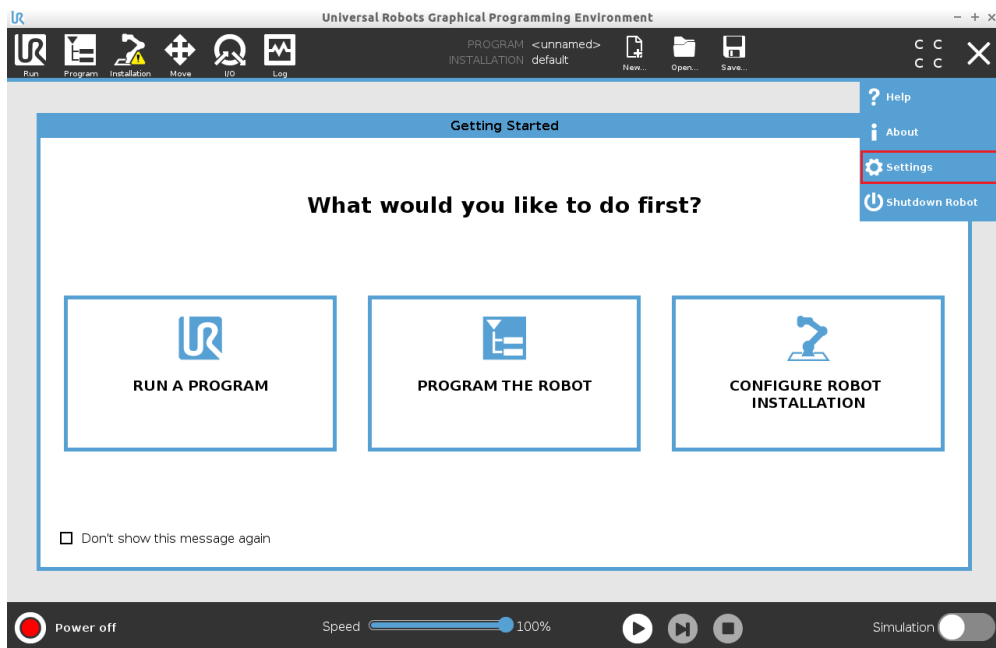 Universal Robots Graphical Programming Environment
Run
Program
Installation
Move
I/O
Log
PROGRAM <unnamed>
INSTALLATION default
New...
Open...
Save...
C C
C C
Help
About
Settings
Shutdown Robot
Getting Started
What would you like to do first?
RUN A PROGRAM
PROGRAM THE ROBOT
CONFIGURE ROBOT
INSTALLATION
Don't show this message again
Power off
Speed
100%
Simulation